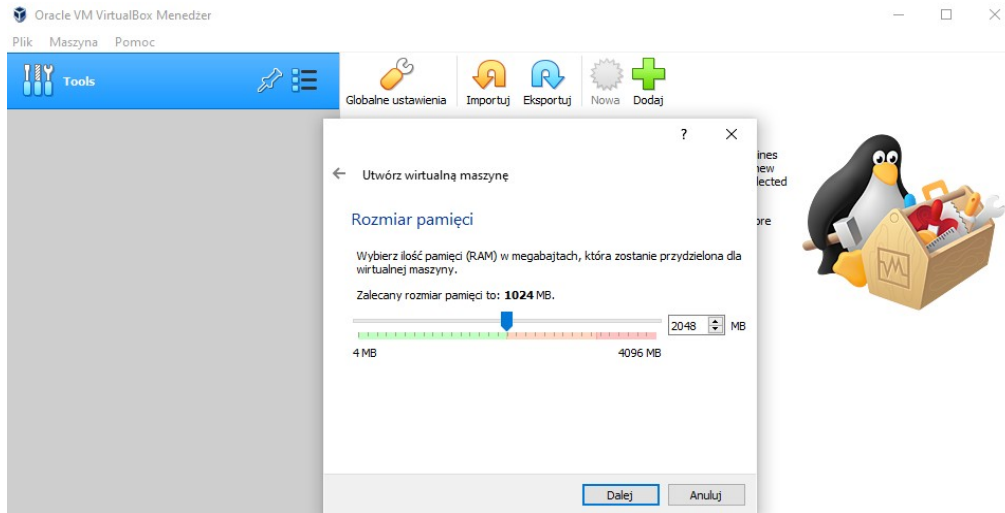 Oracle VM VirtualBox Menedżer
Plik Maszyna Pomoc
Tools
Globalne ustawienia Importuj Eksportuj Nowa Dodaj
? 
ines
new
lected
ore
Utwórz wirtualną maszynę
Rozmiar pamięci
Wybierz ilość pamięci (RAM) w megabajtach, która zostanie przydzielona dla
wirtualnej maszyny.
Zalecany rozmiar pamięci to: 1024 MB.
2048 MB
4 MB 4096 MB
Dalej Anuluj